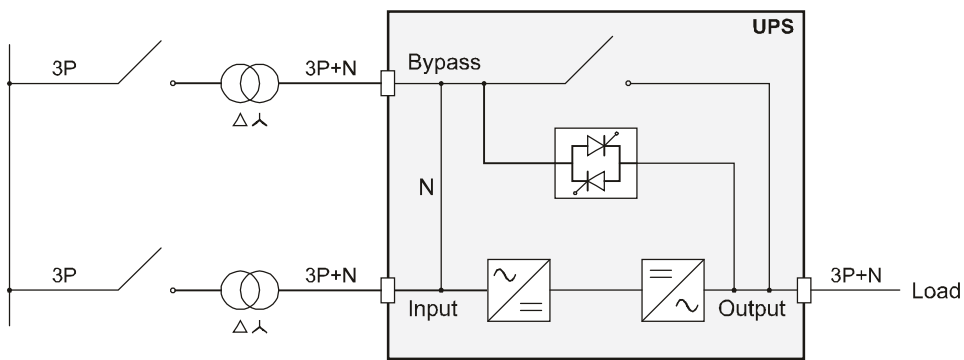 UPS
3P
3P+N
Bypass
N
3P
3P+N
Input
Output
3P+N
Load